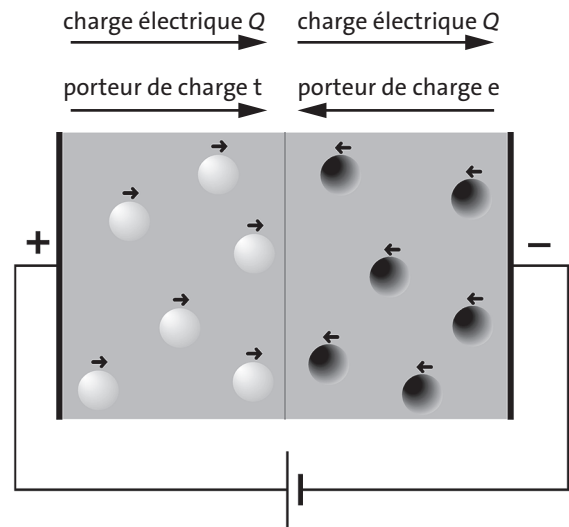 charge électrique Q charge électrique Q
porteur de charge t porteur de charge e
+ −